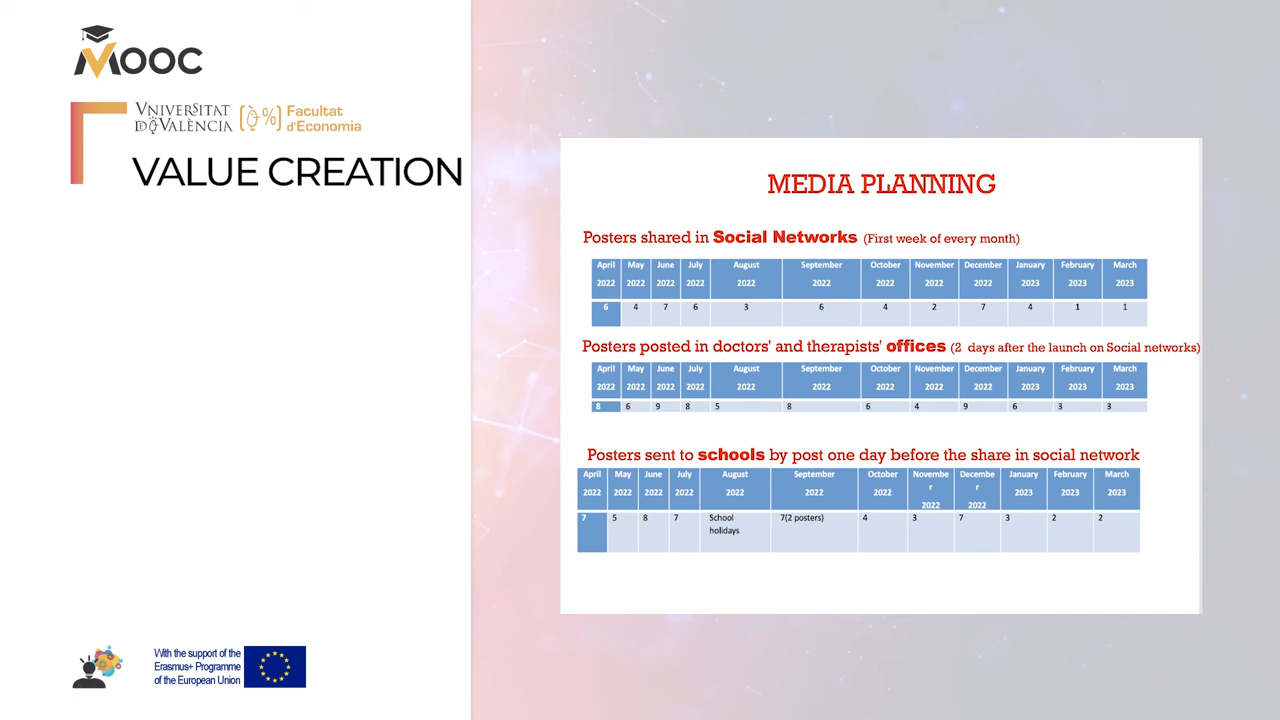 MOOC
VNIVERSITAT
D VALÈNCIA
Facultat
d'Economia
VALUE CREATION
MEDIA PLANNING
Posters shared in Social Networks (First week of every month)
April May June July August September October November December January February March
2022 2022 2022 2022 2022 2022 2022 2022 2022 2023 2023 2023
6 4 7 6 3 6 4 2 7 4 1 1
Posters posted in doctors' and therapists' offices (2 days after the launch on Social networks)
April May June July August September October November December January February March
2022 2022 2022 2022 2022 2022 2022 2022 2022 2023 2023 2023
8 6 9 8 5 8 6 4 9 6 3 3
Posters sent to schools by post one day before the share in social network
April May June July August September October Novembe Decembe January February March
r r
2022 2022 2022 2022 2022 2022 2022 2022 2022 2023 2023 2023
7 5 8 7 School 7(2 posters) 4 3 7 3 2 2
holidays
With the support of the
Erasmus+ Programme
of the European Union